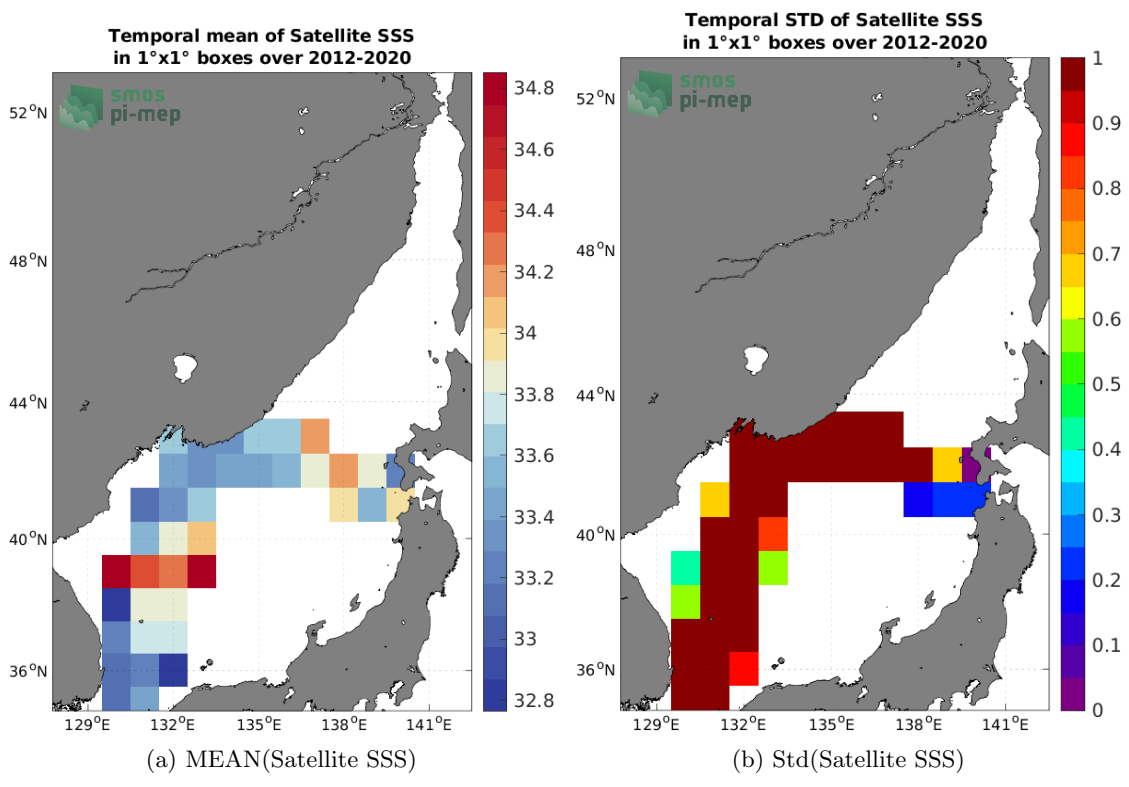 Temporal mean of Satellite SSS
in 1°x1° boxes over 2012-2020
smos
pi-mep
52°N
48°N
44°N
40°N
36°N
129°E
132°E
135°E
138°E
141°E
34.8
34.6
34.4
34.2
34
33.8
33.6
33.4
33.2
33
32.8
(a) MEAN(Satellite SSS)
Temporal STD of Satellite SSS
in 1°x1° boxes over 2012-2020
smos
pi-mep
52°N
48°N
44°N
40°N
36°N
129°E
132°E
135°E
138°E
141°E
1
0.9
0.8
0.7
0.6
0.5
0.4
0.3
0.2
0.1
0
(b) Std(Satellite SSS)